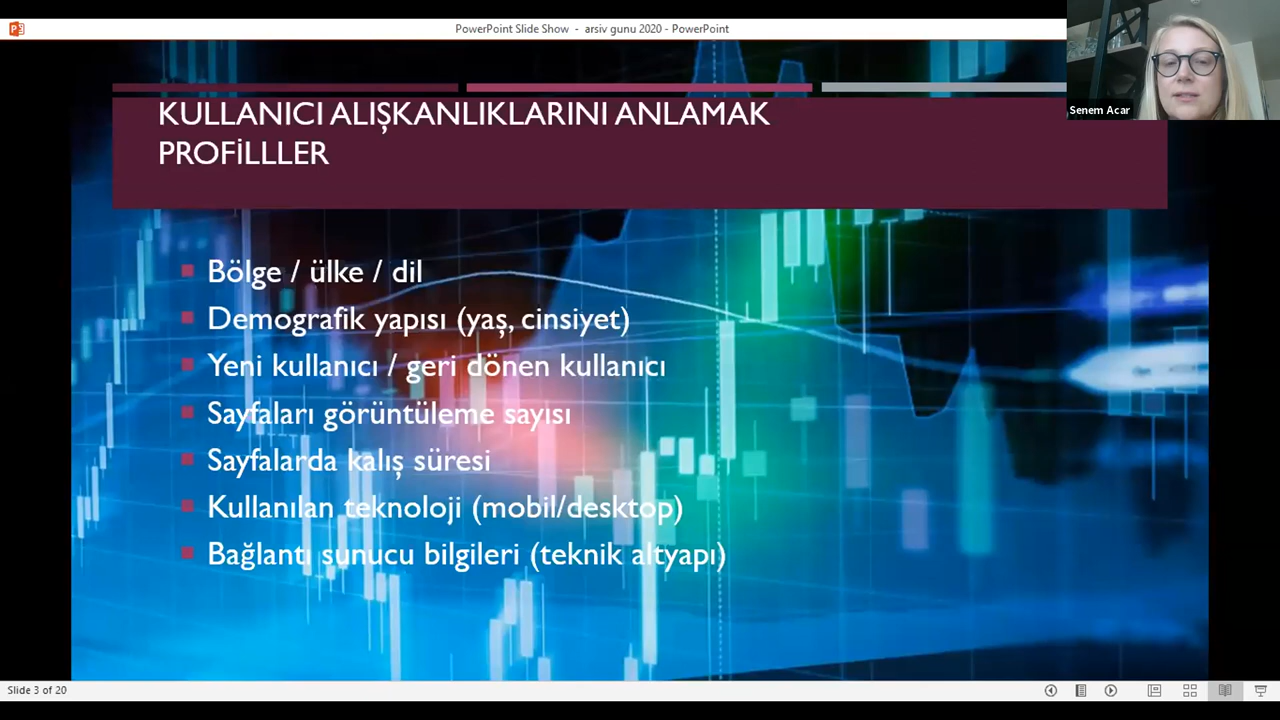 PowerPoint Slide Show - arsiv gunu 2020 - PowerPoint
Senem Acar
KULLANICI ALIŞKANLIKLARINI ANLAMAK
PROFİLLLER
Bölge / ülke / dil
Demografik yapısı (yaş, cinsiyet)
Yeni kullanıcı / geri dönen kullanıcı
Sayfaları görüntüleme sayısı
Sayfalarda kalış süresi
Kullanılan teknoloji (mobil/desktop)
Bağlantı sunucu bilgileri (teknik altyapı)
Slide 3 of 20